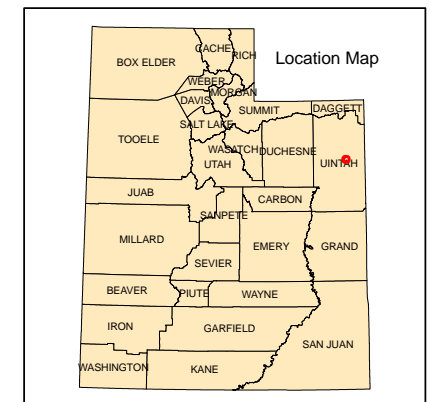 Location Map
CACHE
RICH
BOX ELDER
WEBER
MORGAN
DAVIS
SUMMIT
DAGGETT
SALT LAKE
TOOELE
WASATCH
DUCHESNE
UTAH
UINTAH
JUAB
CARBON
SANPETE
MILLARD
EMERY
GRAND
SEVIER
BEAVER
PIUTE
WAYNE
IRON
GARFIELD
SAN JUAN
WASHINGTON
KANE